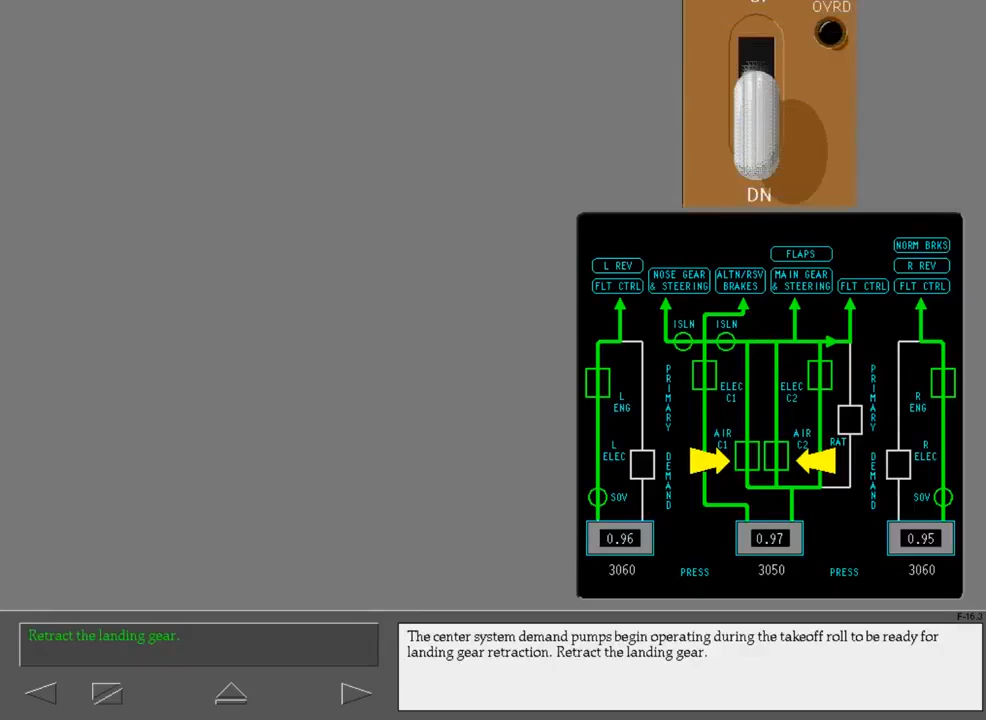 OVRD
DN
NORM BRKS
FLAPS
L REV
R REV
FLT CTRL
NOSE GEAR
& STEERING
ALTN/RSV
BRAKES
MAIN GEAR
& STEERING
FLT CTRL
FLT CTRL
ISLN
ISLN
PRIMARY
PRIMARY
L
ENG
ELEC
C1
ELEC
C2
R
ENG
AIR
C1
AIR
C2
RAT
L
ELEC
R
ELEC
DEMAND
DEMAND
SOV
SOV
0.96
0.97
0.95
3060
PRESS
3050
PRESS
3060
Retract the landing gear.
The center system demand pumps begin operating during the takeoff roll to be ready for
landing gear retraction. Retract the landing gear.